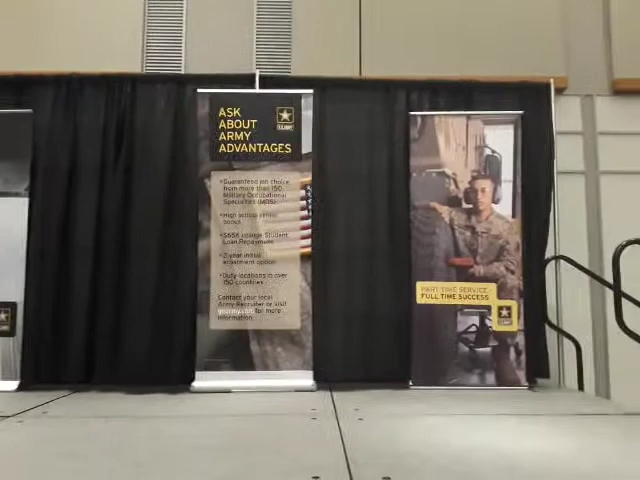 ASK
ABOUT
ARMY
ADVANTAGES
U.S.ARMY
• Guaranteed job choice
from more than 150
Military Occupational
Specialties (MOS)
• High school senior
• $65K college Student
Loan Repayment
• 2-year initial
enlistment option
• Duty locations in over
150 countries
Contact your local
Army Recruiter or visit
goarmy.com for more
information.
PART-TIME SERVICE.
FULL-TIME SUCCESS